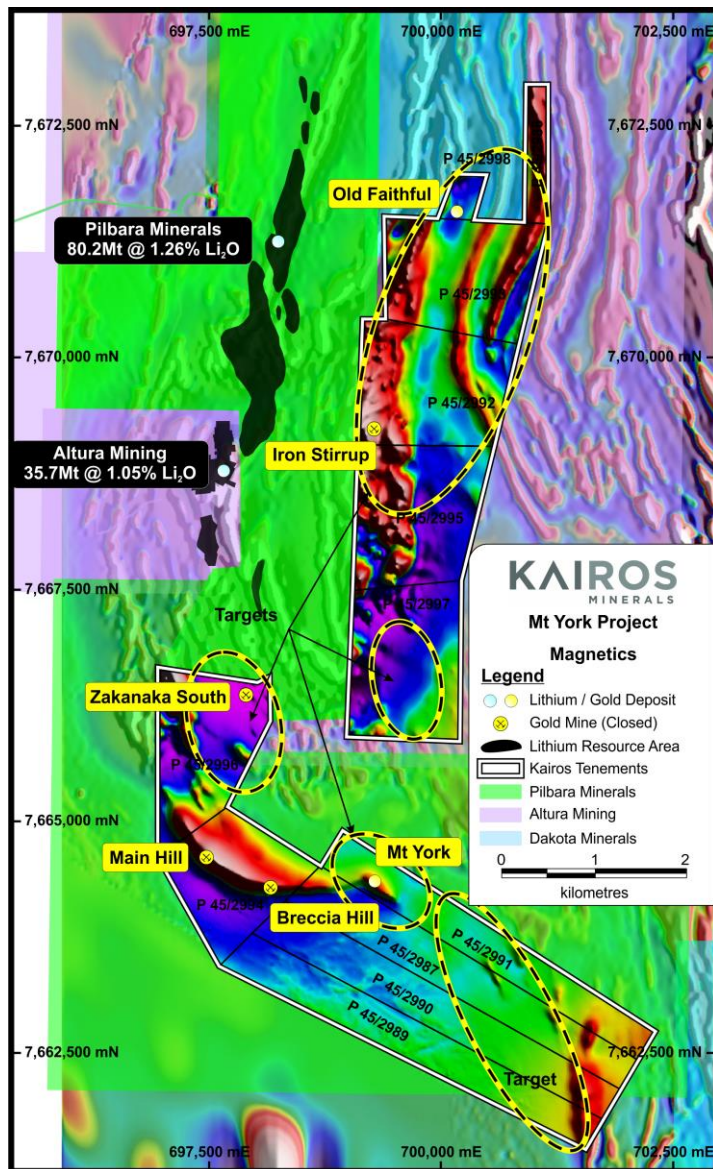 697,500 mE
700,000 mE
702,500 mE
7,672,500 mN
P 45/2998
Old Faithful
Pilbara Minerals
80.2Mt @ 1.26% Li₂O
7,670,000 mN
7,670,000 mN
P 45/2992
Iron Stirrup
Altura Mining
35.7Mt @ 1.05% Li₂O
P 45/2995
7,667,500 mN
P 45/2997
Targets
KAIROS
MINERALS
Mt York Project
Magnetics
Legend
Lithium / Gold Deposit
Gold Mine (Closed)
Lithium Resource Area
Kairos Tenements
Pilbara Minerals
Altura Mining
Dakota Minerals
0 1 2
kilometres
Zakanaka South
P 45/2996
7,665,000 mN
Main Hill
Mt York
Breccia Hill
P 45/2987
P 45/2991
P 45/2990
P 45/2989
7,662,500 mN
7,662,500 mN
Target
697,500 mE
700,000 mE
702,500 mE